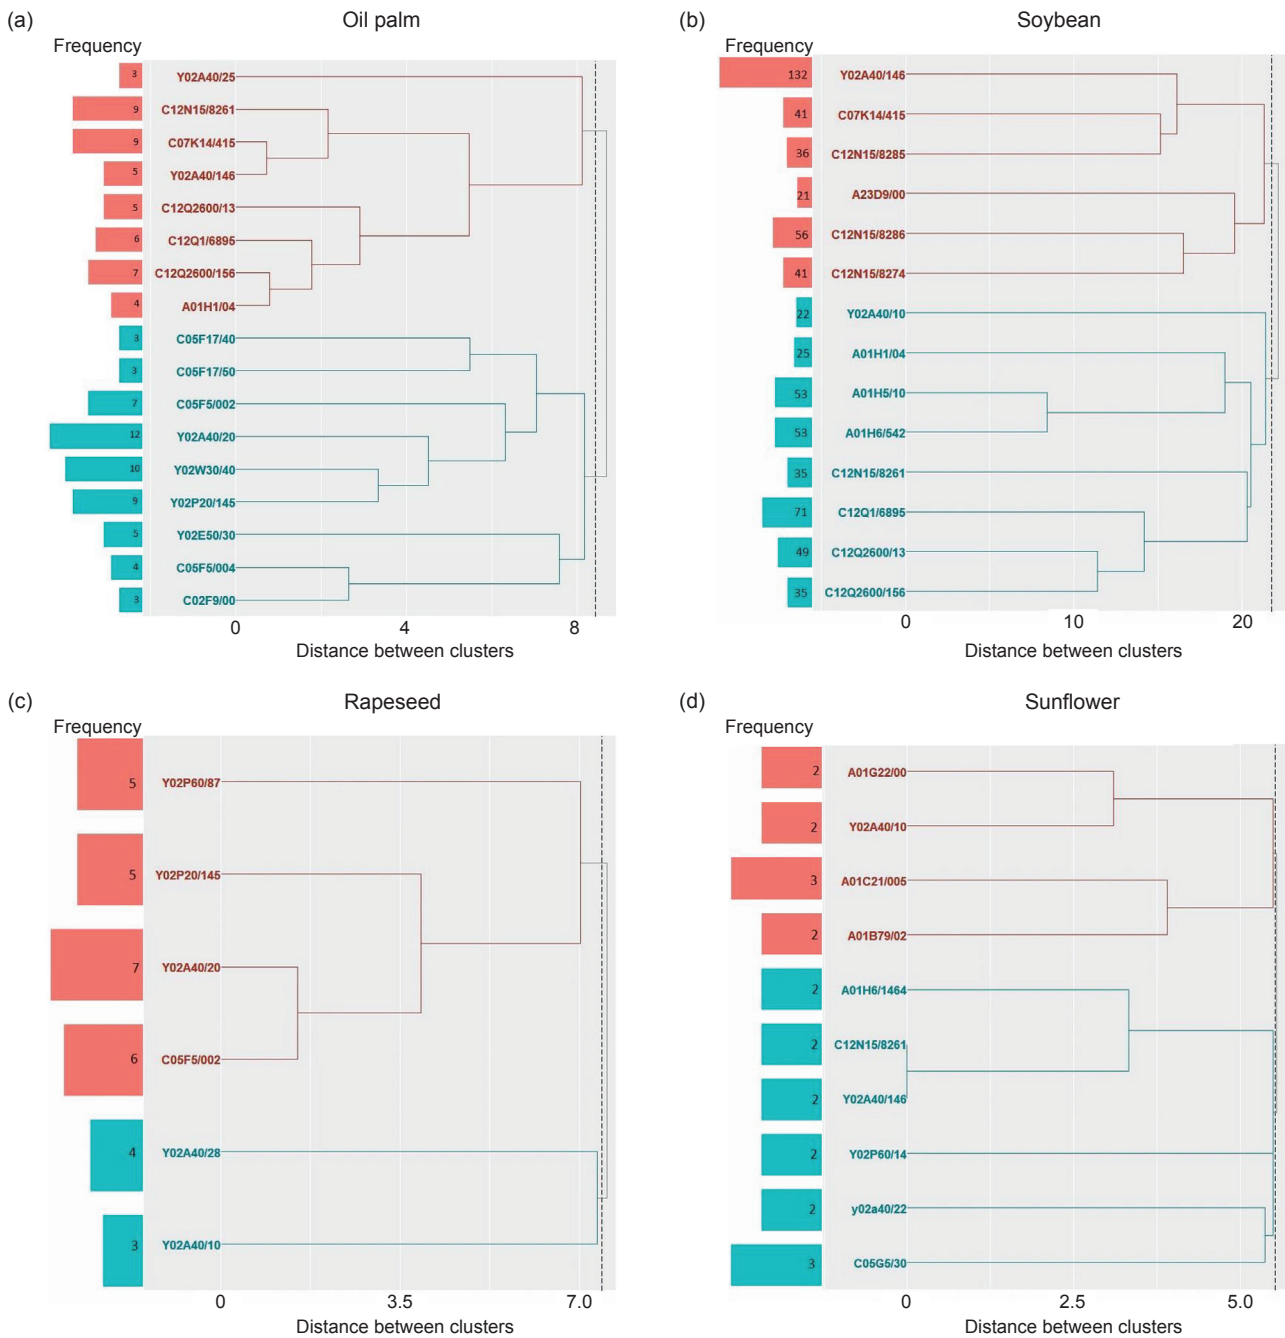 (a) Oil palm
Frequency
3 Y02A40/25
9 C12N15/8261
9 C07K14/415
5 Y02A40/146
5 C12Q2600/13
6 C12Q1/6895
7 C12Q2600/156
4 A01H1/04
3 C05F17/40
3 C05F17/50
7 C05F5/002
12 Y02A40/20
10 Y02W30/40
9 Y02P20/145
5 Y02E50/30
4 C05F5/004
3 C02F9/00
0 4 8
Distance between clusters
(b) Soybean
Frequency
132 Y02A40/146
41 C07K14/415
36 C12N15/8285
21 A23D9/00
56 C12N15/8286
41 C12N15/8274
22 Y02A40/10
25 A01H1/04
53 A01H5/10
53 A01H6/542
35 C12N15/8261
71 C12Q1/6895
49 C12Q2600/13
35 C12Q2600/156
0 10 20
Distance between clusters
(c) Rapeseed
Frequency
5 Y02P60/87
5 Y02P20/145
7 Y02A40/20
6 C05F5/002
4 Y02A40/28
3 Y02A40/10
0 3.5 7.0
Distance between clusters
(d) Sunflower
Frequency
2 A01G22/00
2 Y02A40/10
3 A01C21/005
2 A01B79/02
2 A01H6/1464
2 C12N15/8261
2 Y02A40/146
2 Y02P60/14
2 y02a40/22
3 C05G5/30
0 2.5 5.0
Distance between clusters